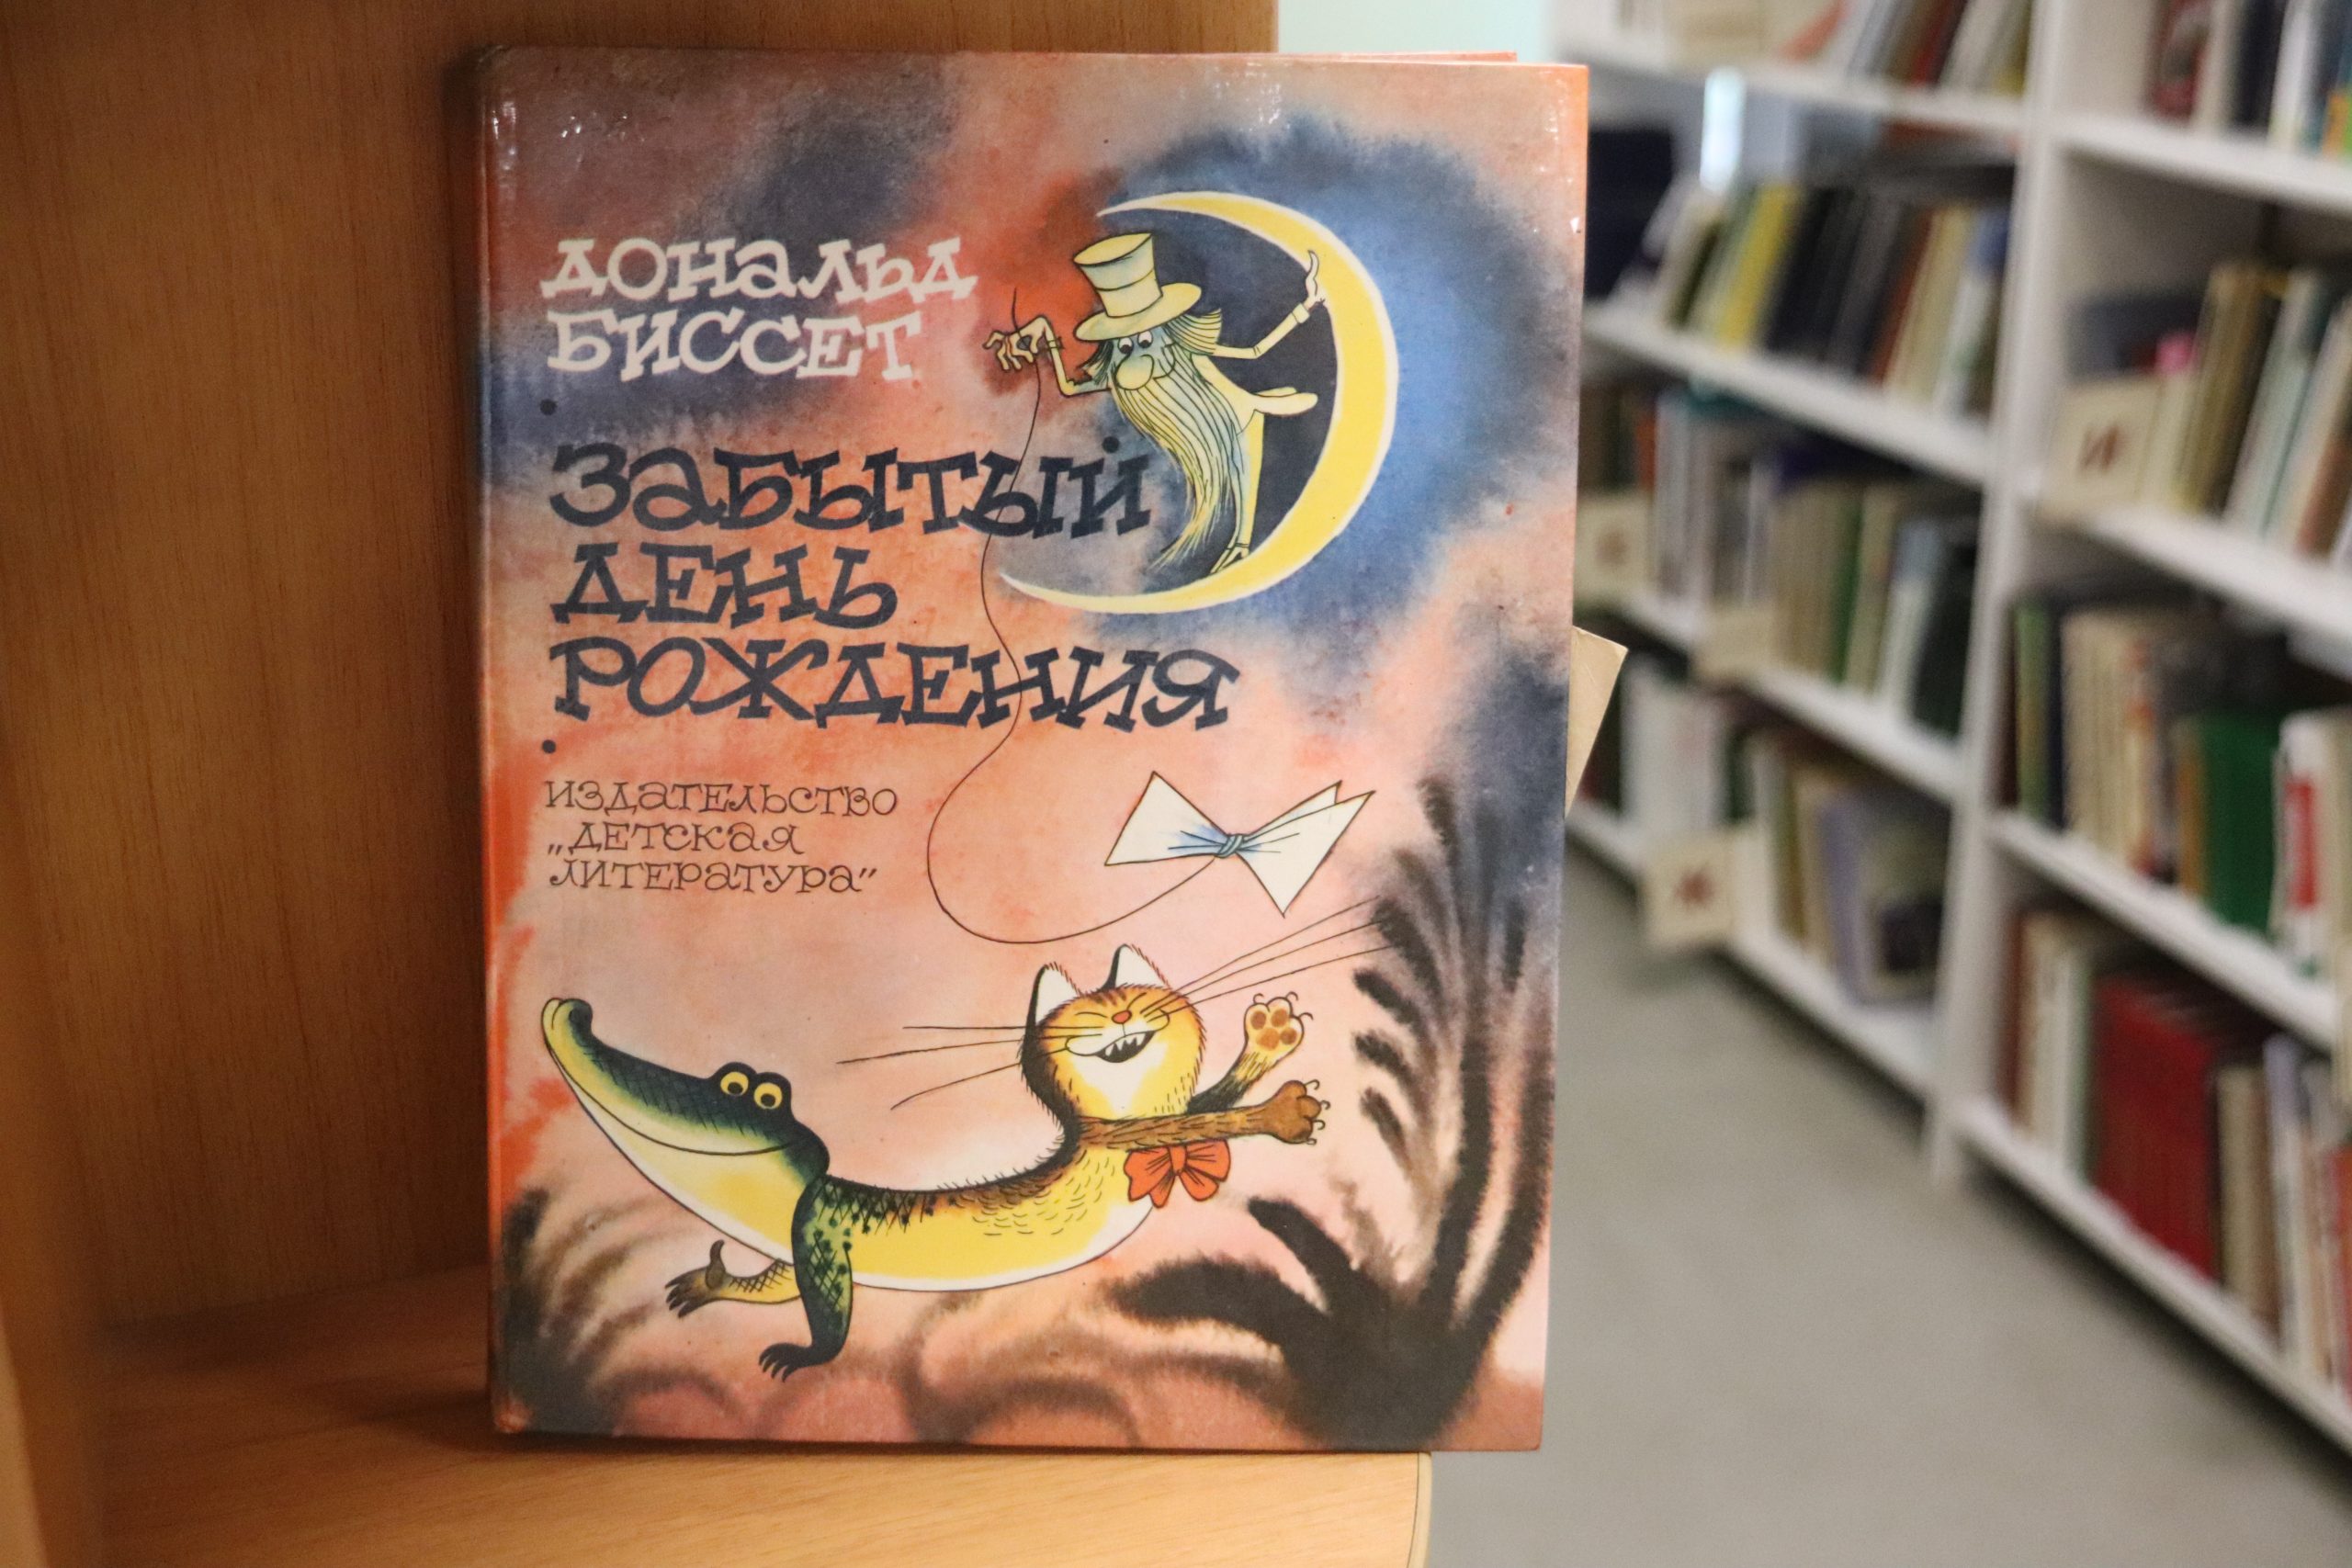 ДОНАЛЬД
БИССЕТ
ЗАБЫТЫЙ
ДЕНЬ
РОЖДЕНИЯ
ИЗДАТЕЛЬСТВО
„ДЕТСКАЯ
ЛИТЕРАТУРА”
И